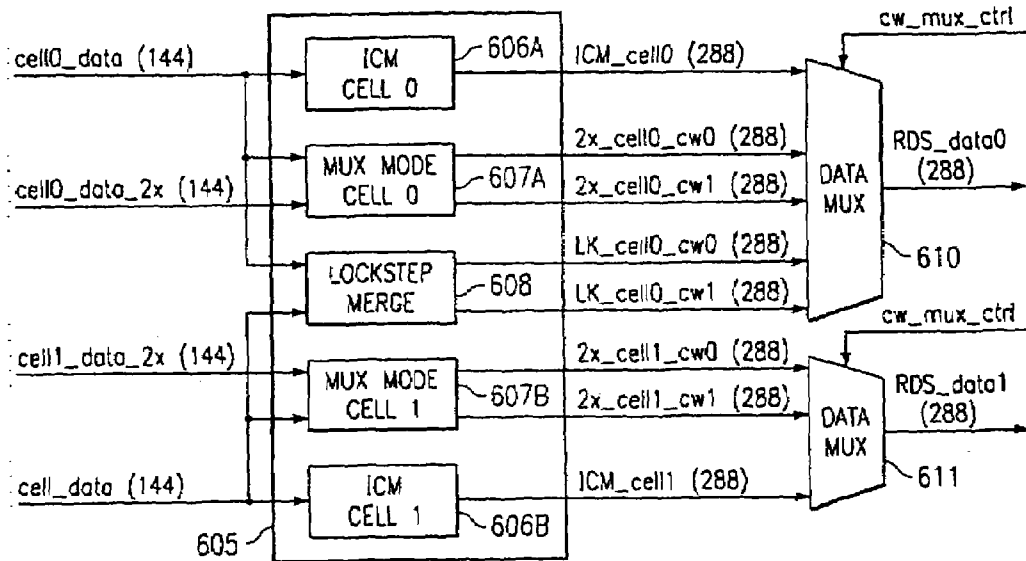 cw_mux_ctrl
cell0_data (144)
ICM
CELL 0
606A
ICM_cell0 (288)
2x_cell0_cw0 (288)
RDS_data0
(288)
cell0_data_2x (144)
MUX MODE
CELL 0
607A
2x_cell0_cw1 (288)
DATA
MUX
LK_cell0_cw0 (288)
610
LOCKSTEP
MERGE
608
LK_cell0_cw1 (288)
cw_mux_ctrl
cell1_data_2x (144)
2x_cell1_cw0 (288)
MUX MODE
CELL 1
607B
2x_cell1_cw1 (288)
RDS_data1
(288)
DATA
MUX
cell_data (144)
ICM
CELL 1
606B
ICM_cell1 (288)
611
605